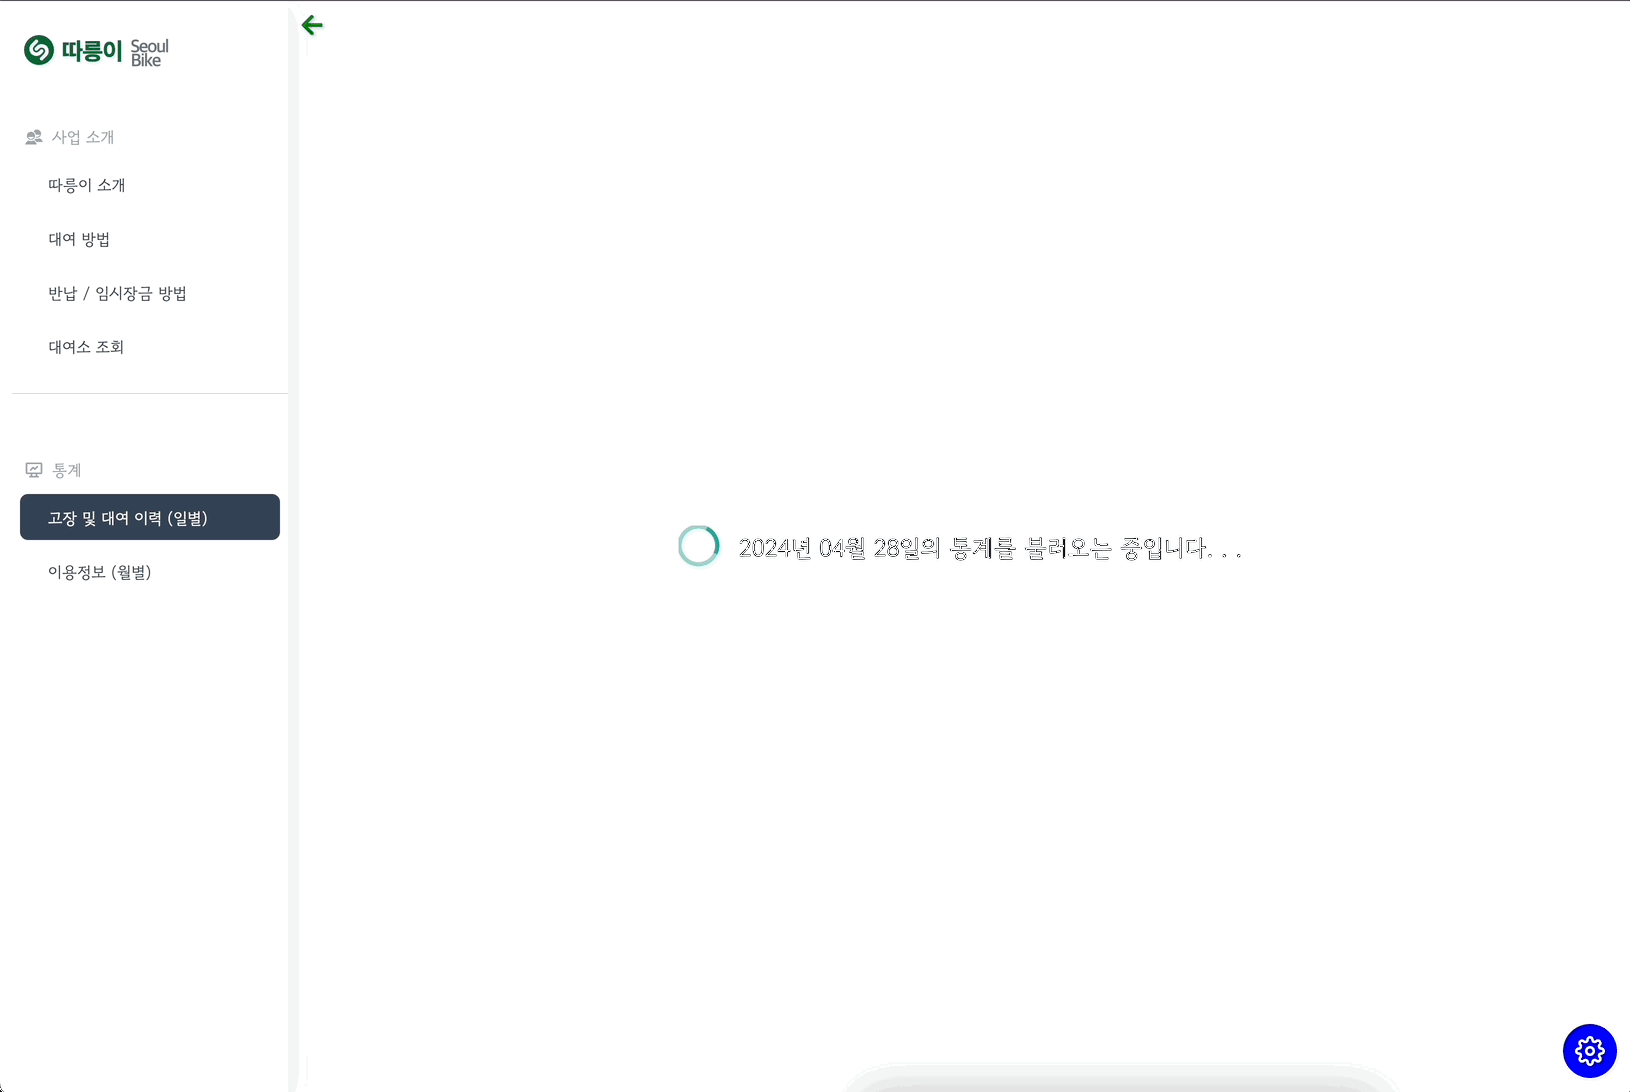 따릉이 Seoul Bike
사업 소개
따릉이 소개
대여 방법
반납 / 임시장금 방법
대여소 조회
통계
고장 및 대여 이력 (일별)
이용정보 (월별)
2024년 04월 28일의 통계를 불러오는 중입니다. . .